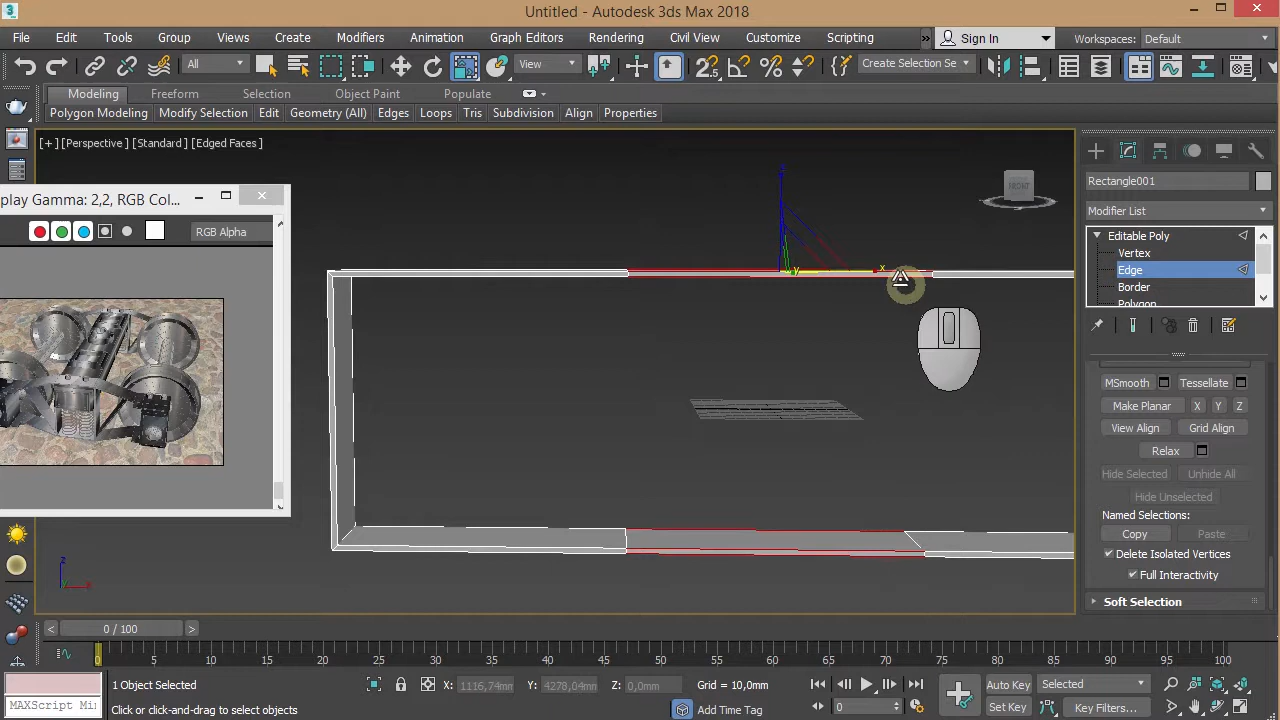 Untitled - Autodesk 3ds Max 2018
File Edit Tools Group Views Create Modifiers Animation Graph Editors Rendering Civil View Customize Scripting » Sign In Workspaces: Default
All View Create Selection Se
Modeling Freeform Selection Object Paint Populate
Polygon Modeling Modify Selection Edit Geometry (All) Edges Loops Tris Subdivision Align Properties
[+] [Perspective ] [Standard ] [Edged Faces ]
FRONT
Rectangle001
play Gamma: 2,2, RGB Col...
Modifier List
RGB Alpha
Editable Poly
Vertex
Edge
Border
Polygon
MSmooth Tessellate
Make Planar X Y Z
View Align Grid Align
Relax
Hide Selected Unhide All
Hide Unselected
Named Selections:
Copy Paste
Delete Isolated Vertices
Full Interactivity
Soft Selection
z
x
y
z
x
< 0 / 100 >
0 5 10 15 20 25 30 35 40 45 50 55 60 65 70 75 80 85 90 95 100
1 Object Selected X: 1116,74mm Y: 4278,04mm Z: 0,0mm Grid = 10,0mm Auto Key Selected
MAXScript Min Click or click-and-drag to select objects Add Time Tag 0 Set Key Key Filters...